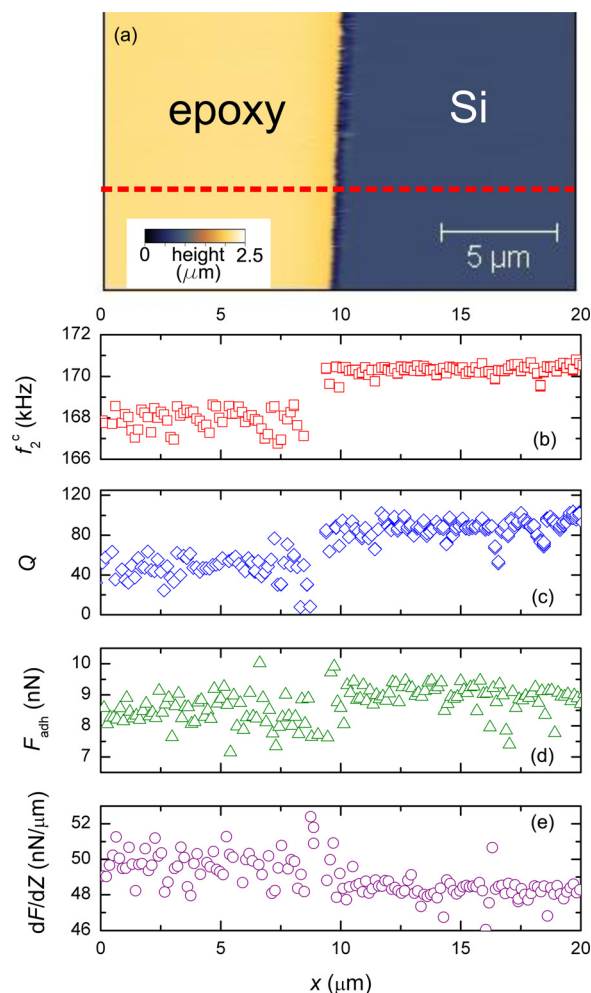 (a)
epoxy
Si
0 2.5
height
(μm)
5 μm
0 5 10 15 20
172
170
168
166
f₂ᶜ (kHz)
(b)
120
80
40
0
Q
(c)
10
9
8
7
F_adh (nN)
(d)
52
50
48
46
dF/dZ (nN/μm)
(e)
0 5 10 15 20
x (μm)